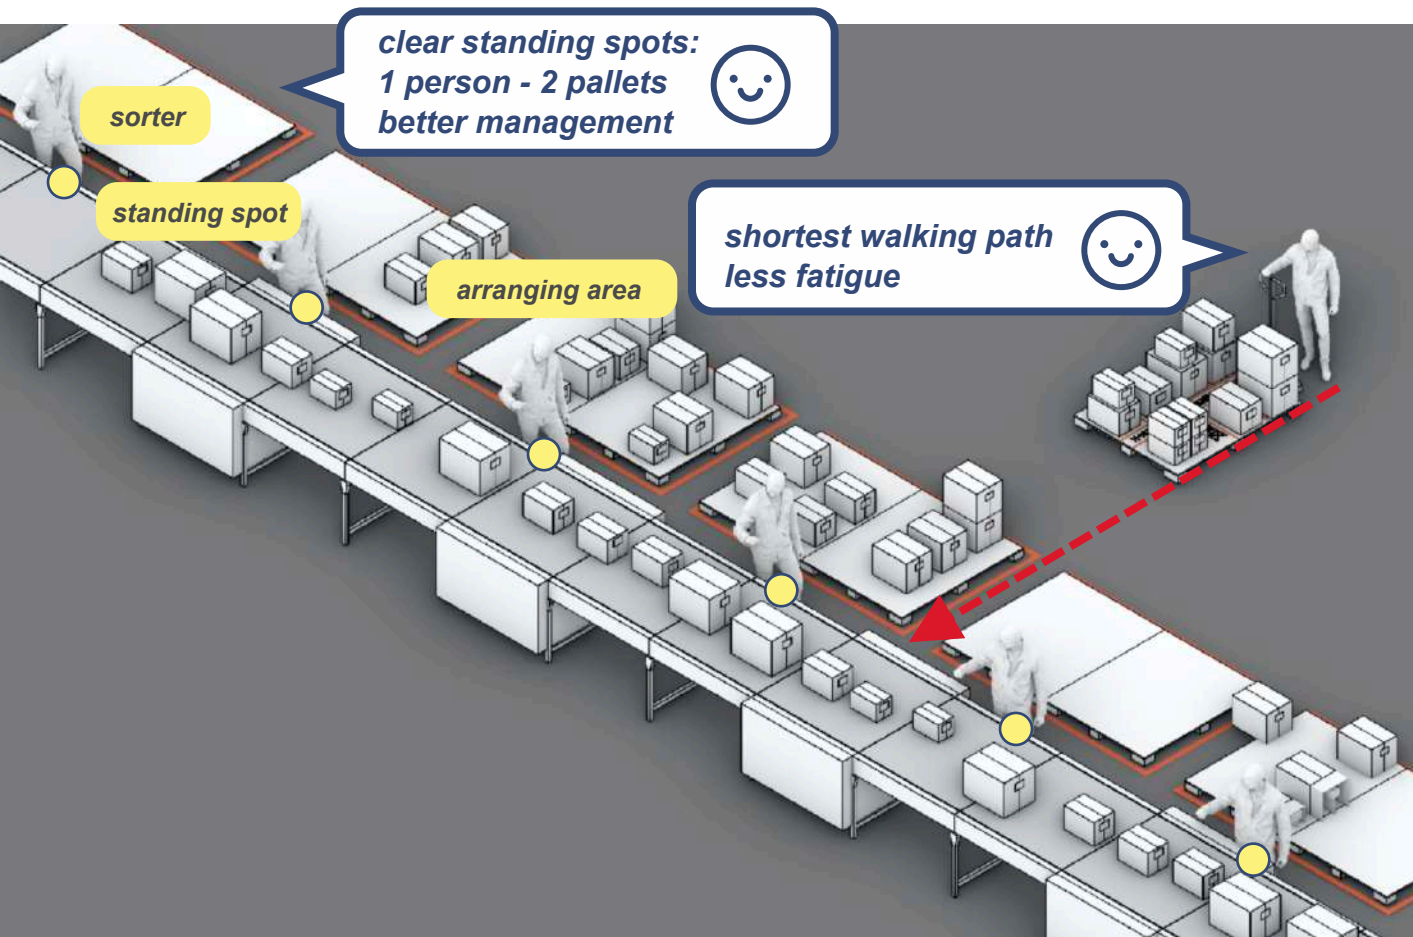 clear standing spots:
1 person - 2 pallets
better management
sorter
standing spot
shortest walking path
less fatigue
arranging area